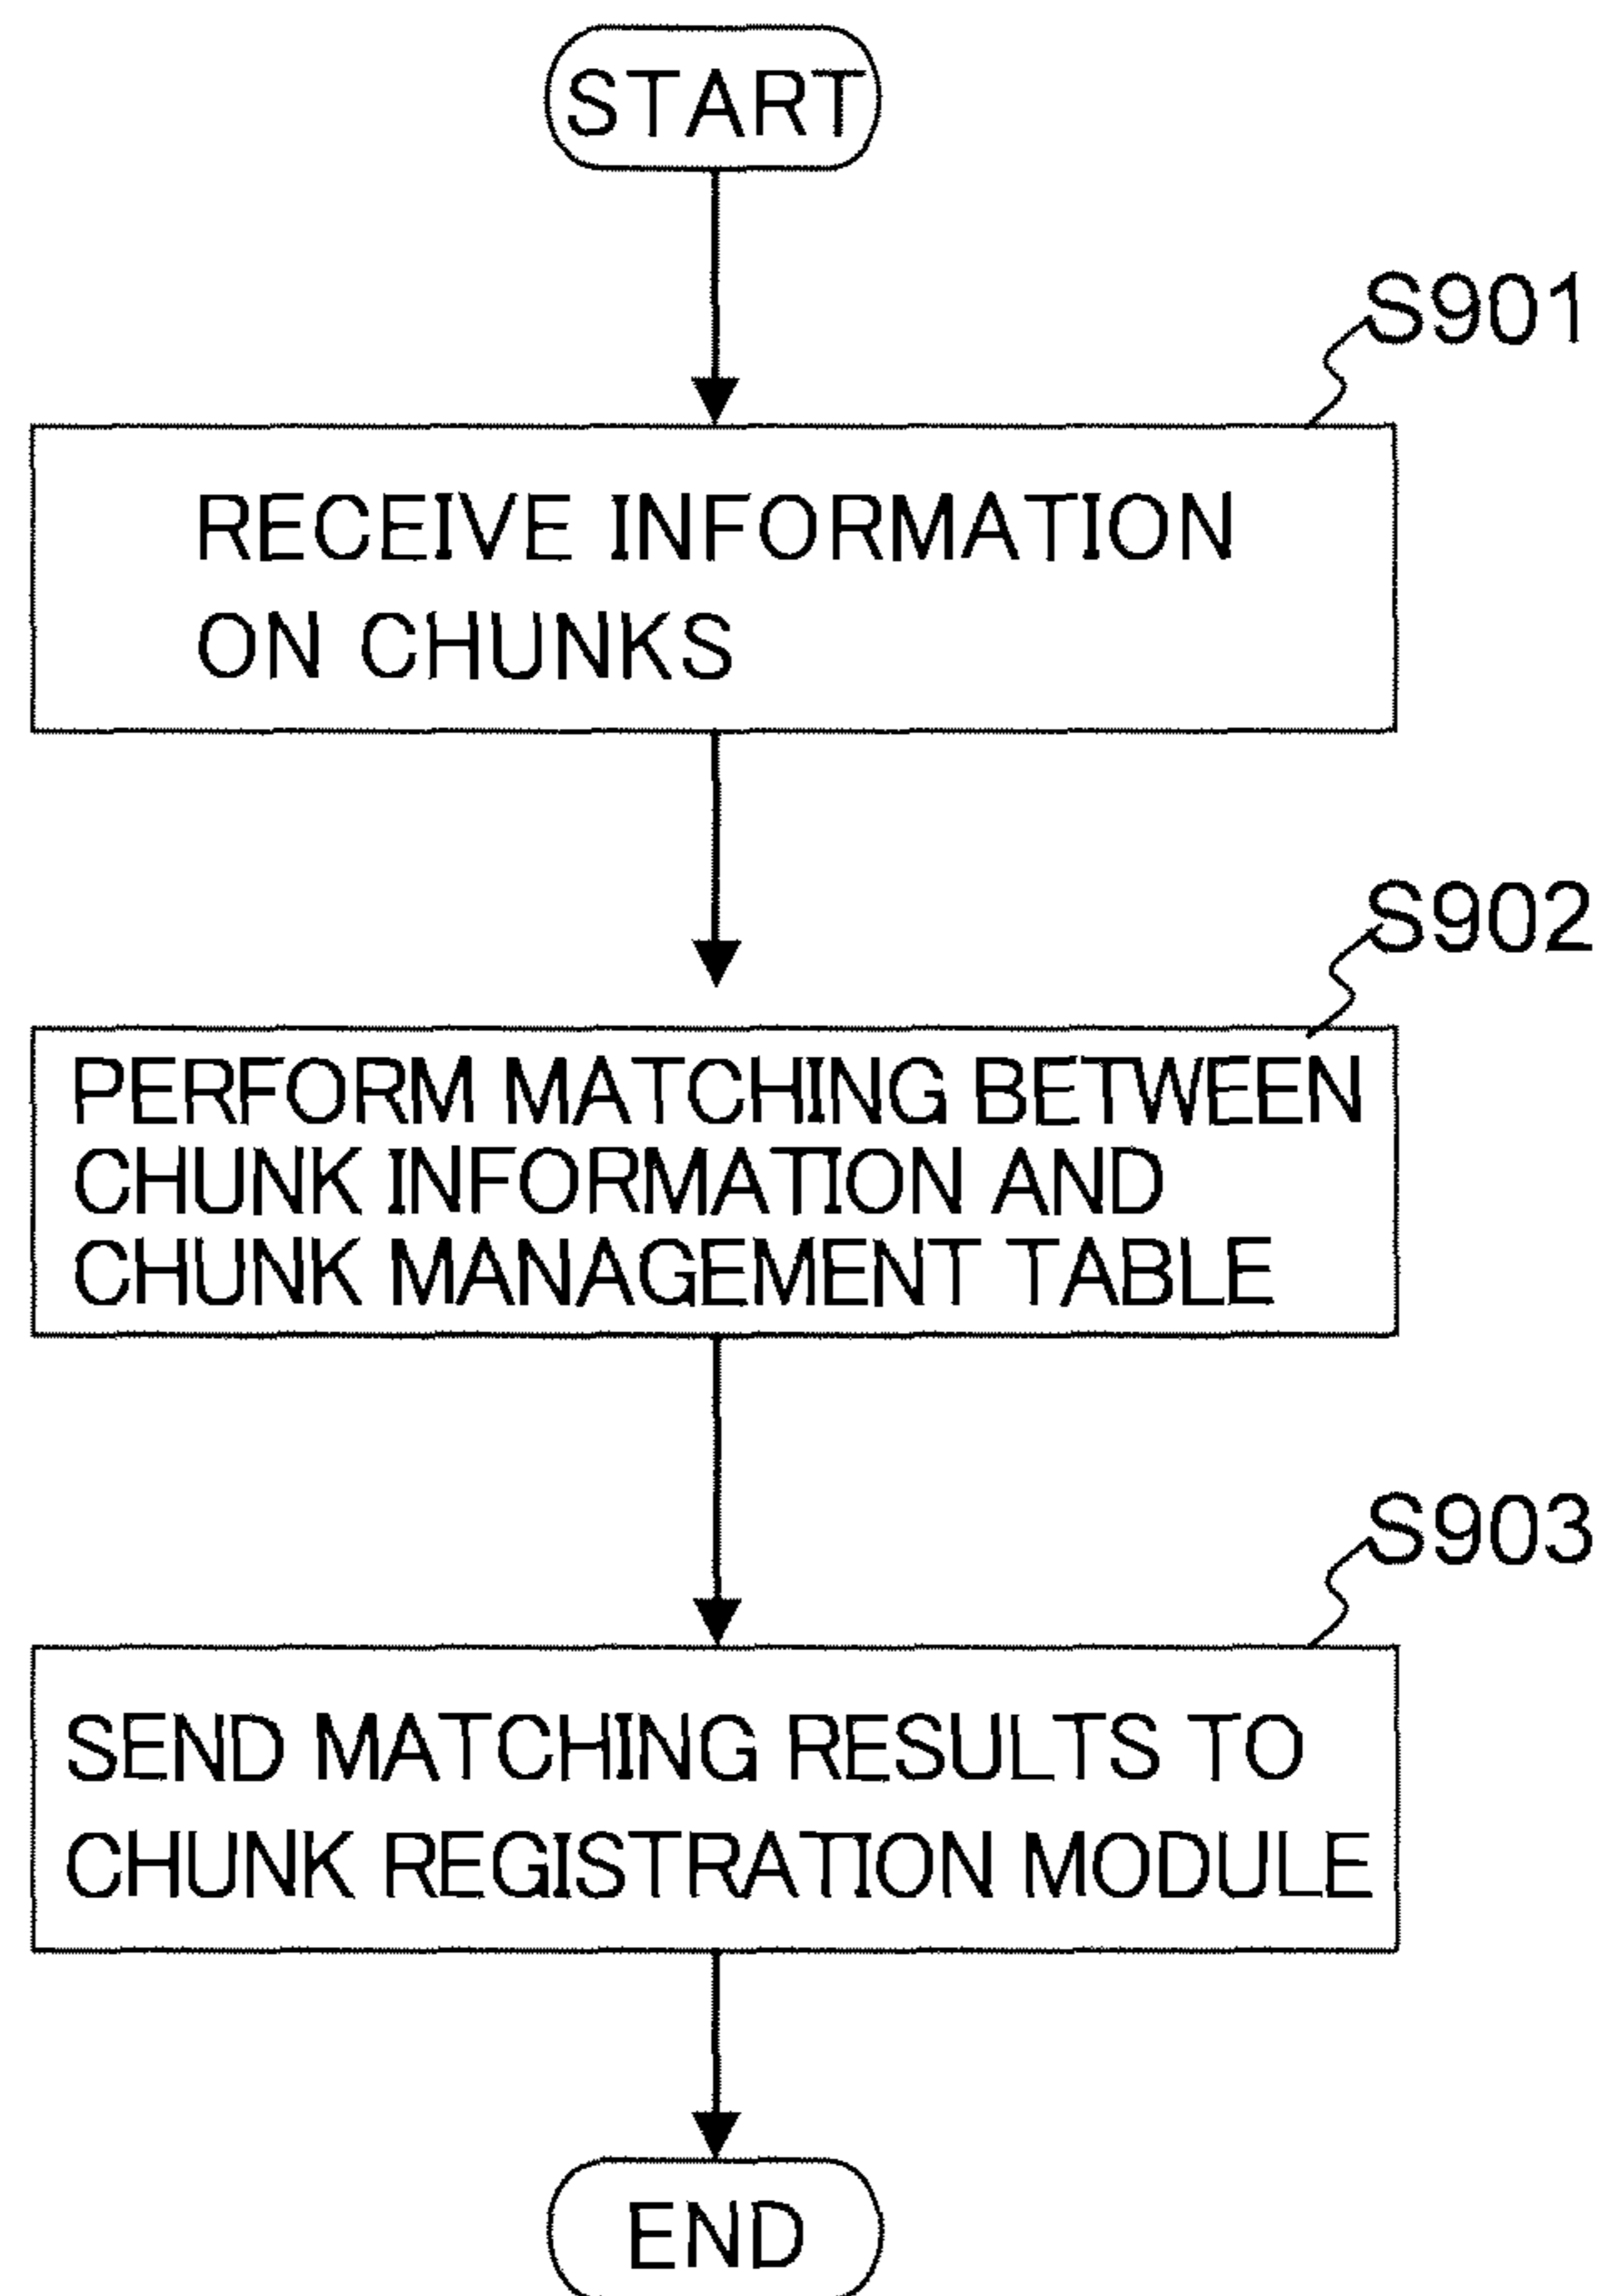 START
S901
RECEIVE INFORMATION
ON CHUNKS
S902
PERFORM MATCHING BETWEEN
CHUNK INFORMATION AND
CHUNK MANAGEMENT TABLE
S903
SEND MATCHING RESULTS TO
CHUNK REGISTRATION MODULE
END